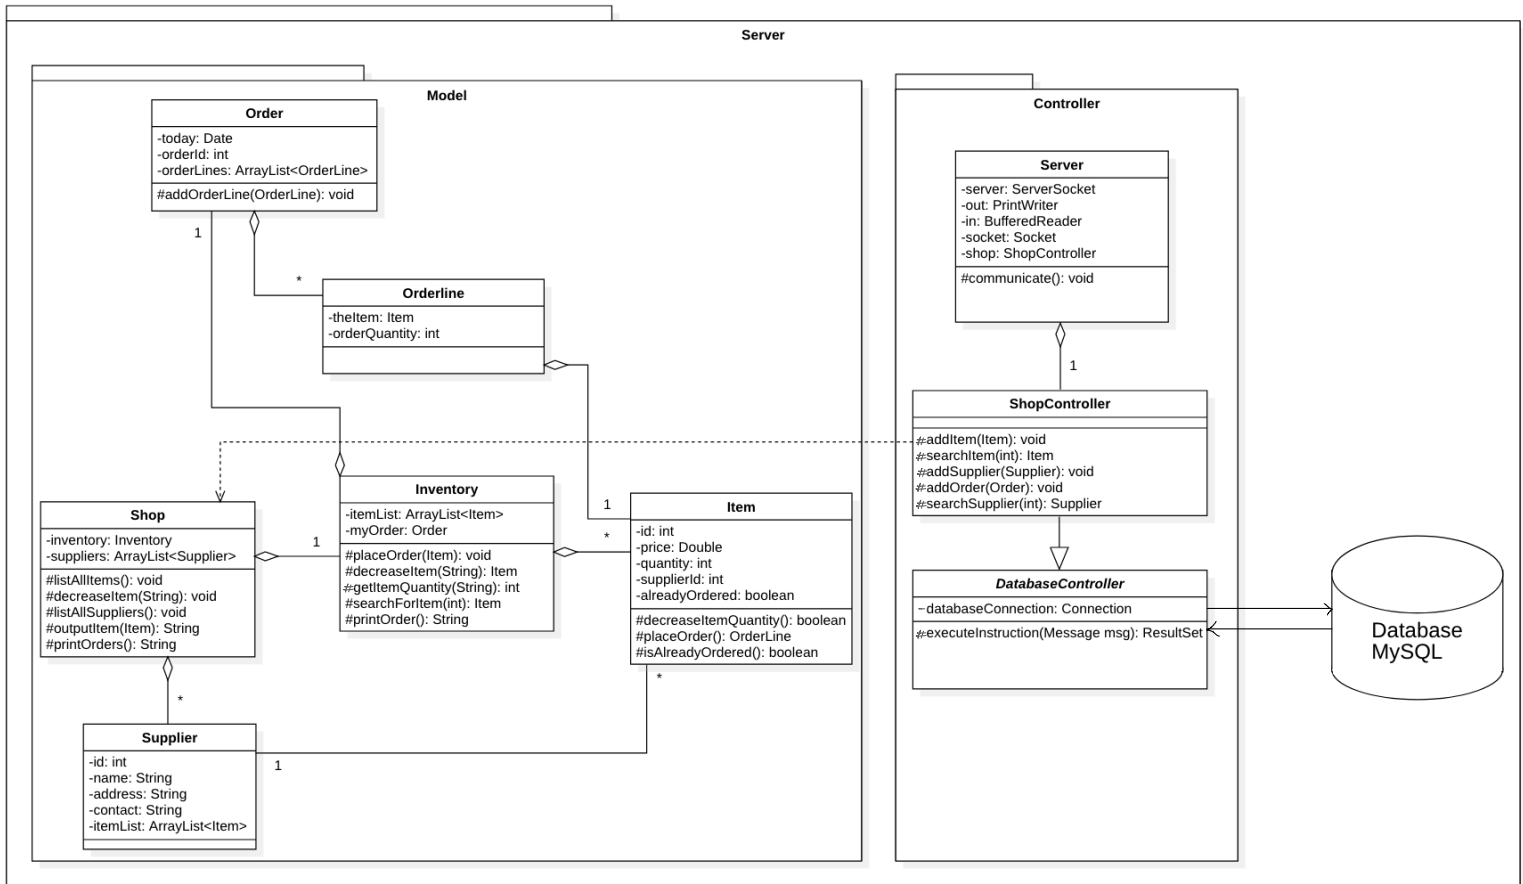 Server
Model
Order
-today: Date
-orderId: int
-orderLines: ArrayList<OrderLine>
#addOrderLine(OrderLine): void
1
*
Orderline
-theItem: Item
-orderQuantity: int
1
*
Inventory
-itemList: ArrayList<Item>
-myOrder: Order
#placeOrder(Item): void
#decreaseItem(String): Item
#getItemQuantity(String): int
#searchForItem(int): Item
#printOrder(): String
Item
-id: int
-price: Double
-quantity: int
-supplierId: int
-alreadyOrdered: boolean
#decreaseItemQuantity(): boolean
#placeOrder(): OrderLine
#isAlreadyOrdered(): boolean
*
Shop
-inventory: Inventory
-suppliers: ArrayList<Supplier>
#listAllItems(): void
#decreaseItem(String): void
#listAllSuppliers(): void
#outputItem(Item): String
#printOrders(): String
1
*
Supplier
-id: int
-name: String
-address: String
-contact: String
-itemList: ArrayList<Item>
1
Controller
Server
-server: ServerSocket
-out: PrintWriter
-in: BufferedReader
-socket: Socket
-shop: ShopController
#communicate(): void
1
ShopController
#addItem(Item): void
#searchItem(int): Item
#addSupplier(Supplier): void
#addOrder(Order): void
#searchSupplier(int): Supplier
DatabaseController
-databaseConnection: Connection
#executeInstruction(Message msg): ResultSet
Database
MySQL